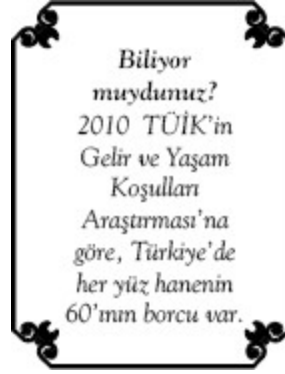 Biliyor
muydunuz?
2010 TÜİK'in
Gelir ve Yaşam
Koşulları
Araştırması'na
göre, Türkiye'de
her yüz hanenin
60'ının borcu var.